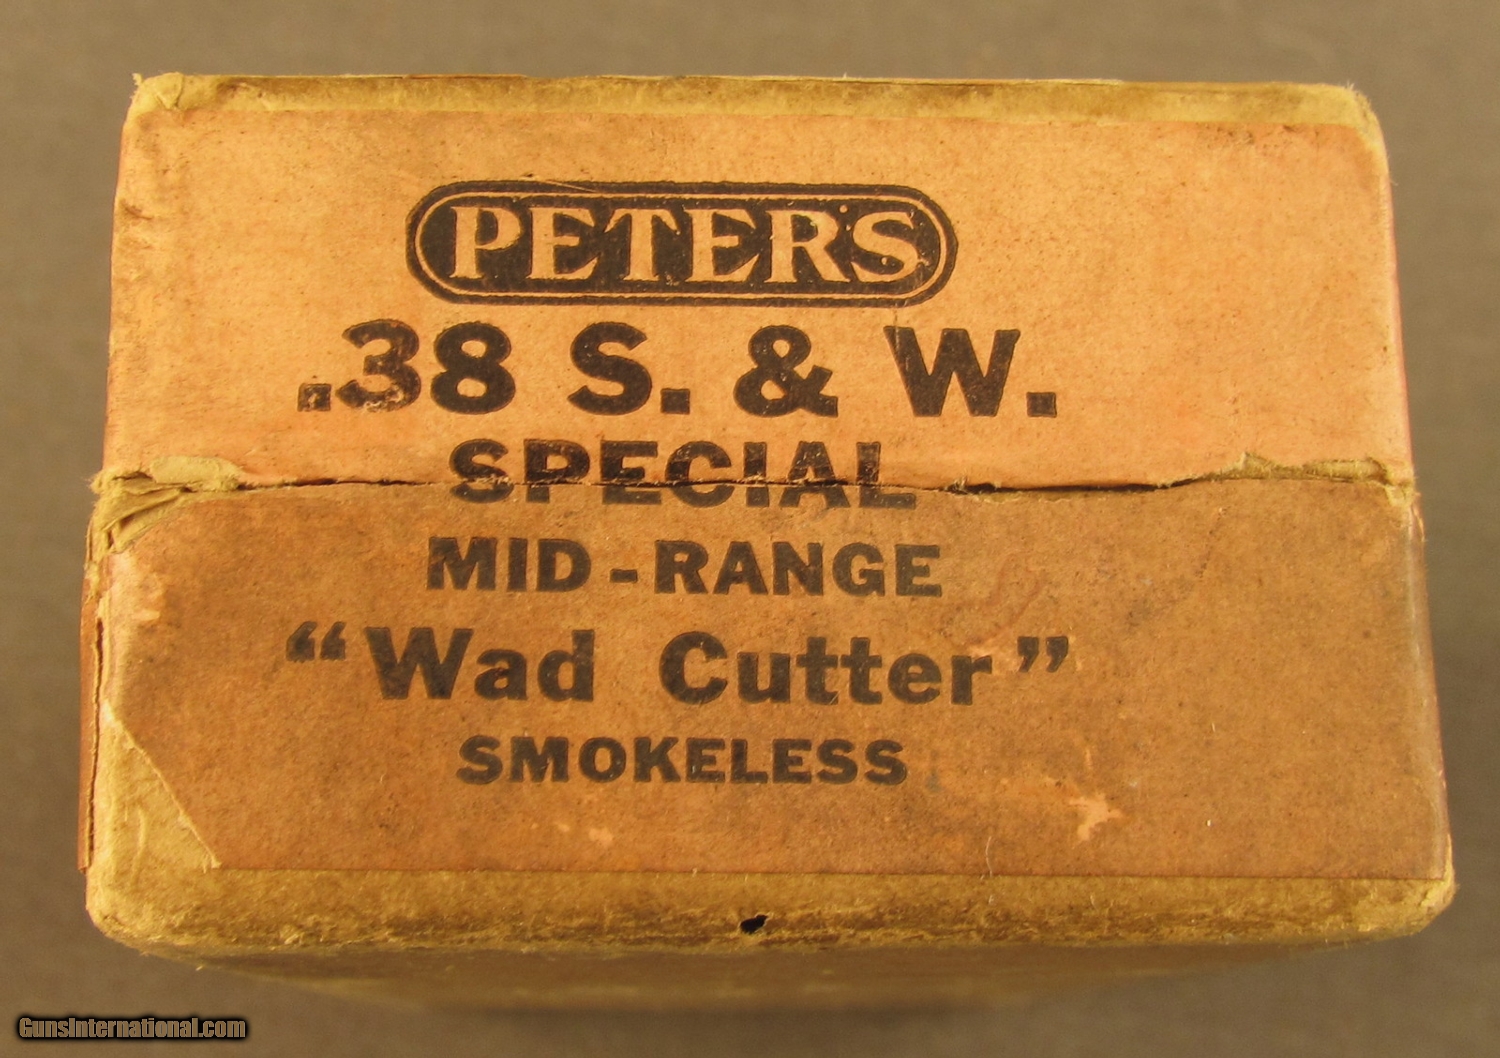 PETERS
.38 S. & W.
SPECIAL
MID-RANGE
“Wad Cutter”
SMOKELESS
GunsInternational.com